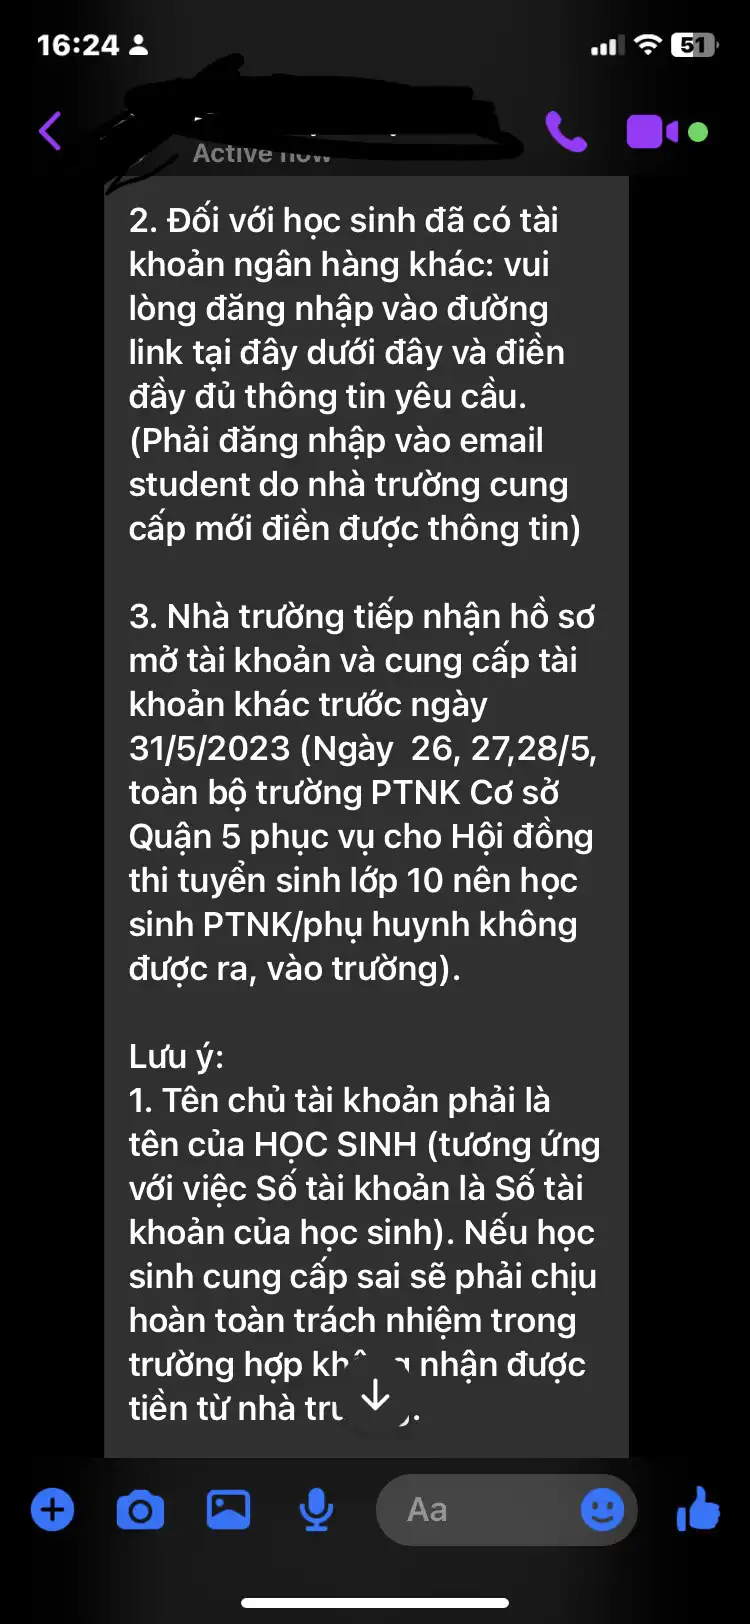 16:24
51
Active now
2. Đối với học sinh đã có tài
khoản ngân hàng khác: vui
lòng đăng nhập vào đường
link tại đây dưới đây và điền
đầy đủ thông tin yêu cầu.
(Phải đăng nhập vào email
student do nhà trường cung
cấp mới điền được thông tin)
3. Nhà trường tiếp nhận hồ sơ
mở tài khoản và cung cấp tài
khoản khác trước ngày
31/5/2023 (Ngày  26, 27,28/5,
toàn bộ trường PTNK Cơ sở
Quận 5 phục vụ cho Hội đồng
thi tuyển sinh lớp 10 nên học
sinh PTNK/phụ huynh không
được ra, vào trường).
Lưu ý:
1. Tên chủ tài khoản phải là
tên của HỌC SINH (tương ứng
với việc Số tài khoản là Số tài
khoản của học sinh). Nếu học
sinh cung cấp sai sẽ phải chịu
hoàn toàn trách nhiệm trong
trường hợp không nhận được
tiền từ nhà
Aa